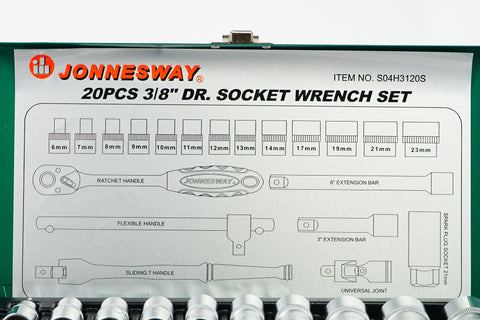 JONNESWAY®
ITEM NO. S04H3120S
20PCS 3/8" DR. SOCKET WRENCH SET
6mm 7mm 8mm 9mm 10mm 11mm 12mm 13mm 14mm 17mm 19mm 21mm 23mm
RATCHET HANDLE
JONNESWAY
6" EXTENSION BAR
FLEXIBLE HANDLE
3" EXTENSION BAR
SPARK PLUG SOCKET 21mm
SLIDING T HANDLE
UNIVERSAL JOINT